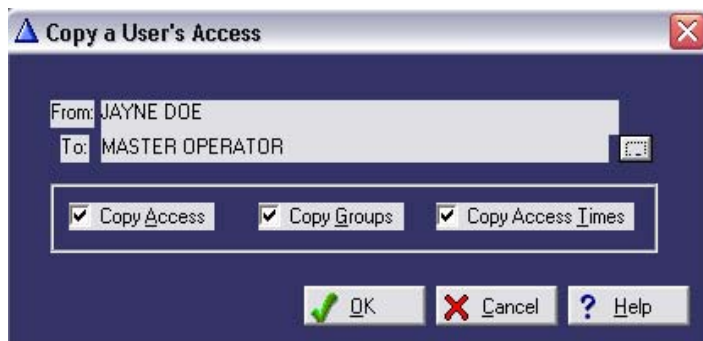 Copy a User's Access
From: JAYNE DOE
To: MASTER OPERATOR
...
Copy Access Copy Groups Copy Access Times
OK Cancel ? Help